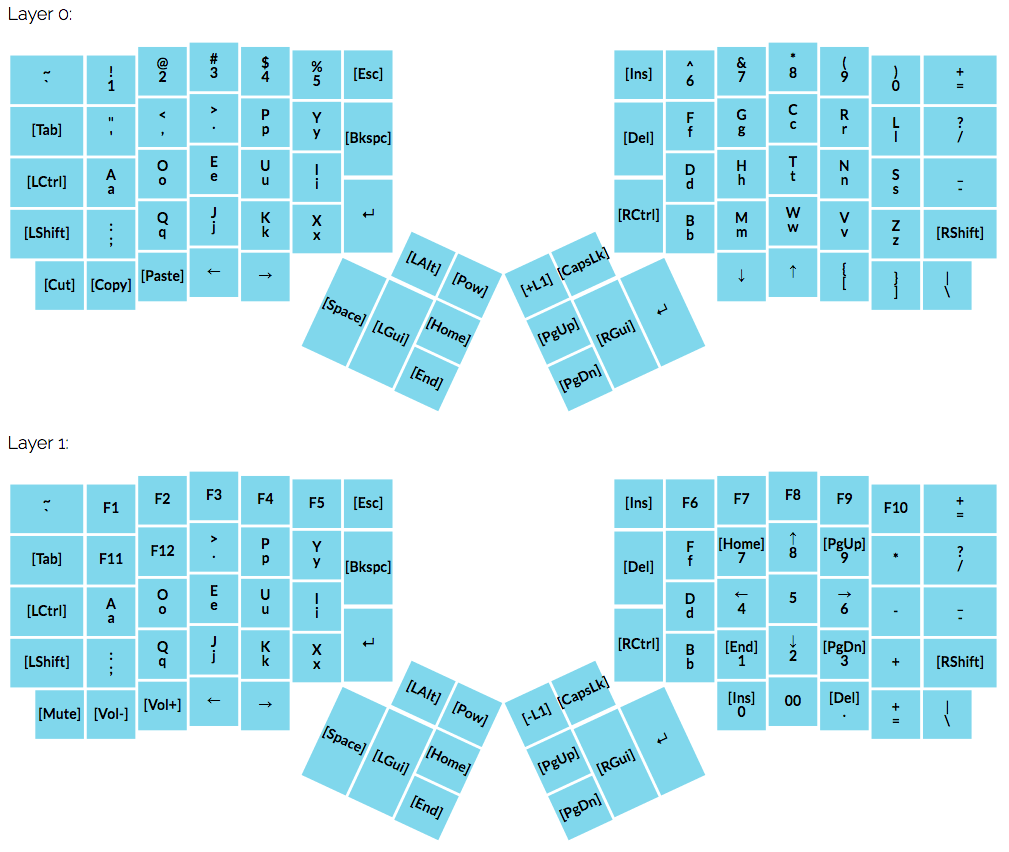 Layer 0:
~ ! @ # $ % [Esc] [Ins] ^ & * ( ) +
` 1 2 3 4 5 6 7 8 9 0 =
[Tab] " < > P Y [Bkspc] [Del] F G C R L ?
' , . p y f g c r l /
[LCtrl] A O E U I D H T N S _
a o e u i d h t n s -
[LShift] : Q J K X ↵ [RCtrl] B M W V Z [RShift]
; q j k x b m w v z
[Cut] [Copy] [Paste] ← → ↓ ↑ { } |
[ ] \
[LAlt] [Pow] [+L1] [CapsLk]
[Space] [LGui] [Home] [PgUp] [RGui] ↵
[End] [PgDn]
Layer 1:
~ F1 F2 F3 F4 F5 [Esc] [Ins] F6 F7 F8 F9 F10 +
` =
[Tab] F11 F12 > P Y [Bkspc] [Del] F [Home] ↑ [PgUp] * ?
. p y f 7 8 9 /
[LCtrl] A O E U I D ← 5 → - _
a o e u i d 4 6 -
[LShift] : Q J K X ↵ [RCtrl] B [End] ↓ [PgDn] + [RShift]
; q j k x b 1 2 3
[Mute] [Vol-] [Vol+] ← → [Ins] 00 [Del] + |
0 . = \
[LAlt] [Pow] [-L1] [CapsLk]
[Space] [LGui] [Home] [PgUp] [RGui] ↵
[End] [PgDn]